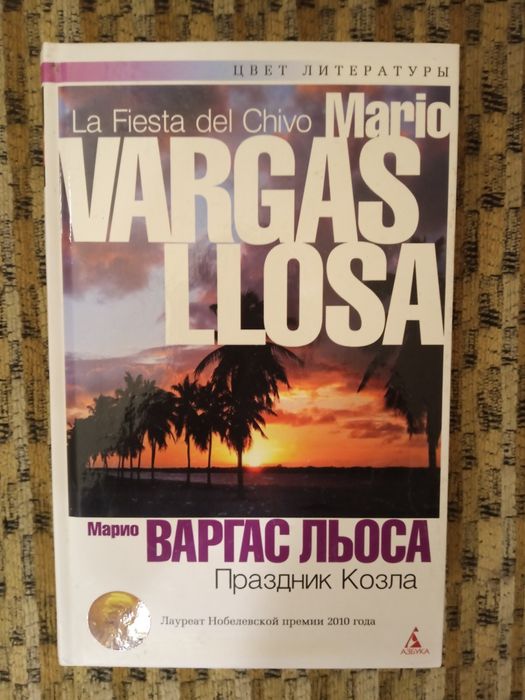 ЦВЕТ ЛИТЕРАТУРЫ
La Fiesta del Chivo Mario
VARGAS
LLOSA
Марио ВАРГАС ЛЬОСА
Праздник Козла
Лауреат Нобелевской премии 2010 года
АЗБУКА